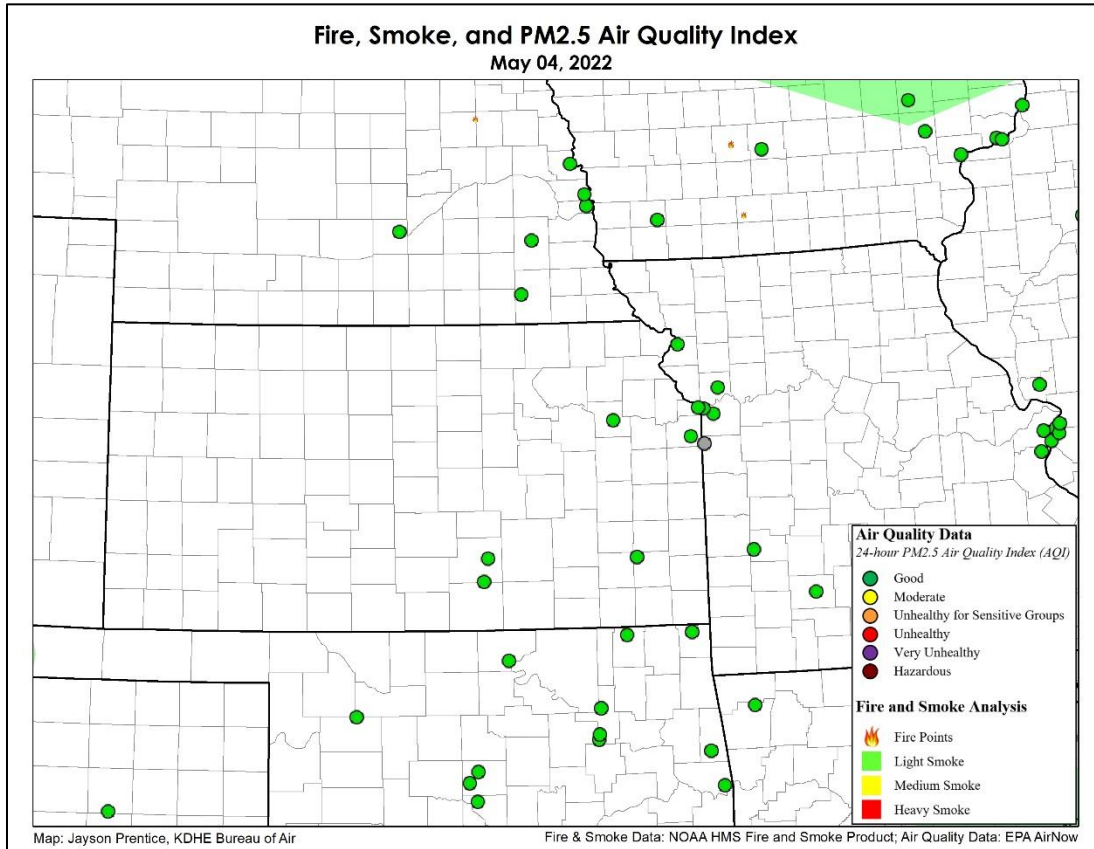 Fire, Smoke, and PM2.5 Air Quality Index
May 04, 2022
Air Quality Data
24-hour PM2.5 Air Quality Index (AQI)
Good
Moderate
Unhealthy for Sensitive Groups
Unhealthy
Very Unhealthy
Hazardous
Fire and Smoke Analysis
Fire Points
Light Smoke
Medium Smoke
Heavy Smoke
Map: Jayson Prentice, KDHE Bureau of Air
Fire & Smoke Data: NOAA HMS Fire and Smoke Product; Air Quality Data: EPA AirNow